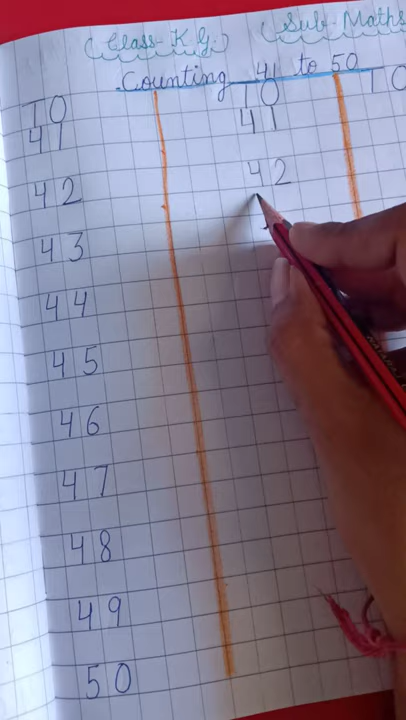 (Class-K.G.) (Sub-Maths
Counting 41 to 50
T O
41
42
43
44
45
46
47
48
49
50
T O
41
42
T O